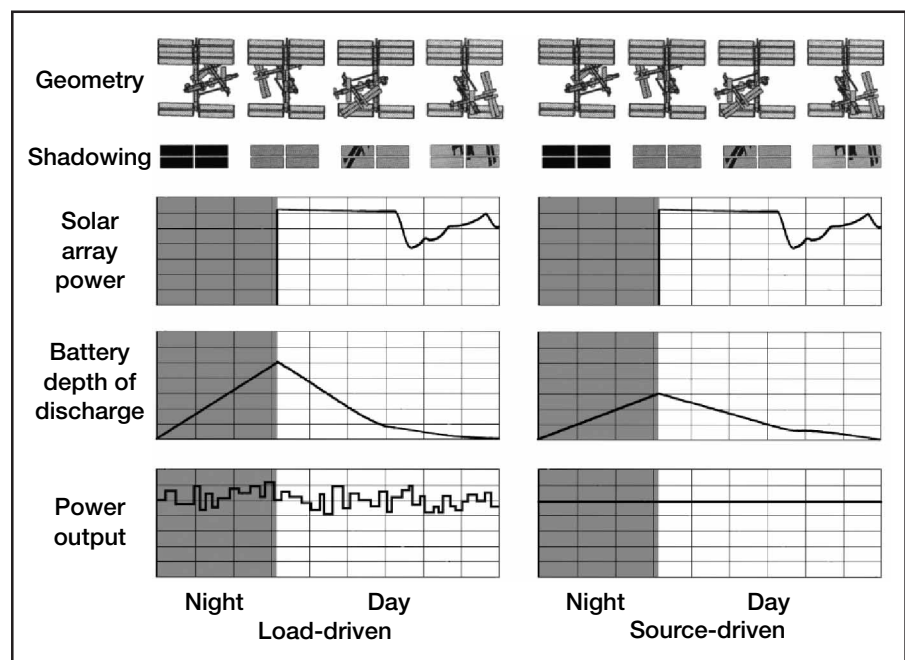 Geometry
Shadowing
Solar
array
power
Battery
depth of
discharge
Power
output
Night Day Night Day
Load-driven Source-driven